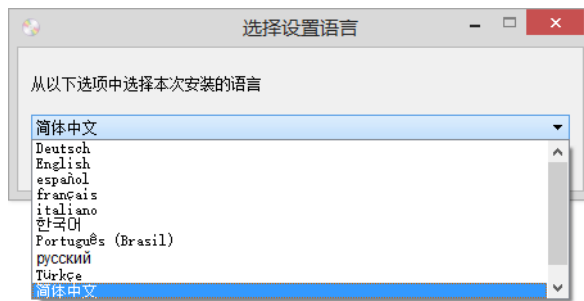 选择设置语言
从以下选项中选择本次安装的语言
简体中文
Deutsch
English
español
français
italiano
한국어
Português (Brasil)
русский
Türkçe
简体中文